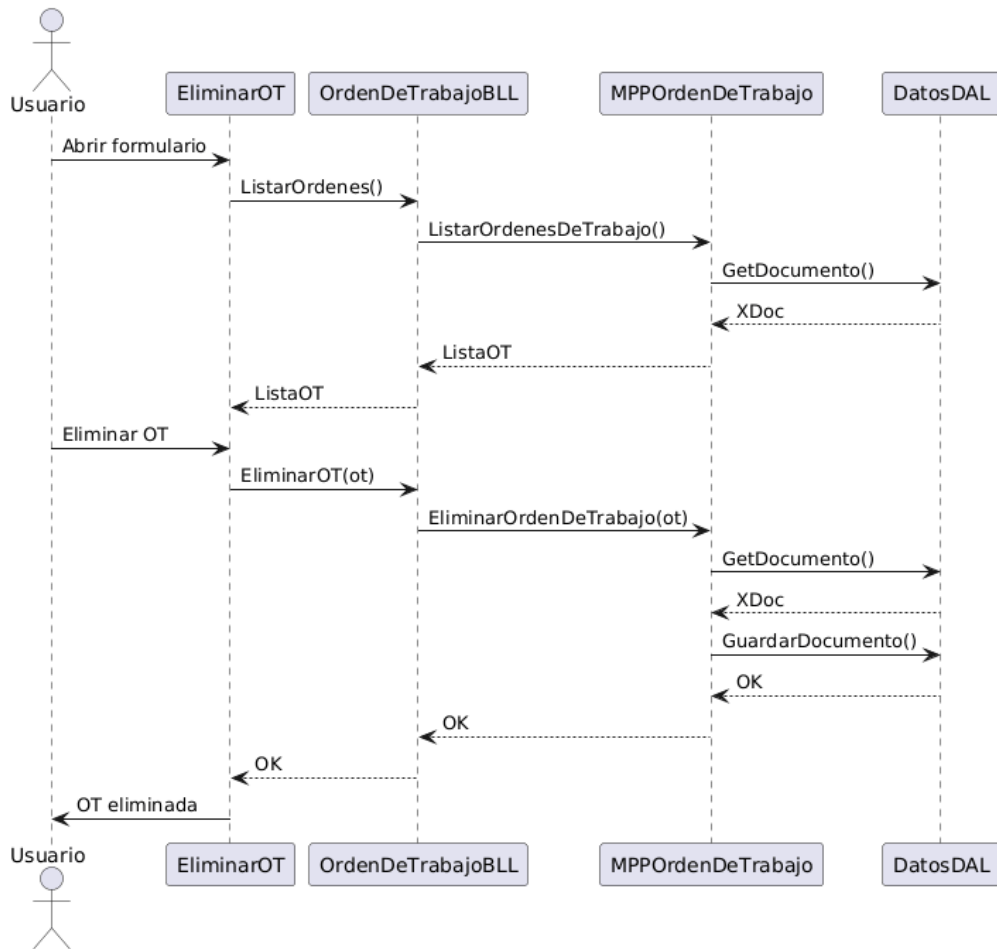 Usuario
EliminarOT
OrdenDeTrabajoBLL
MPPOrdenDeTrabajo
DatosDAL
Abrir formulario
ListarOrdenes()
ListarOrdenesDeTrabajo()
GetDocumento()
XDoc
ListaOT
ListaOT
Eliminar OT
EliminarOT(ot)
EliminarOrdenDeTrabajo(ot)
GetDocumento()
XDoc
GuardarDocumento()
OK
OK
OK
OT eliminada
Usuario
EliminarOT
OrdenDeTrabajoBLL
MPPOrdenDeTrabajo
DatosDAL